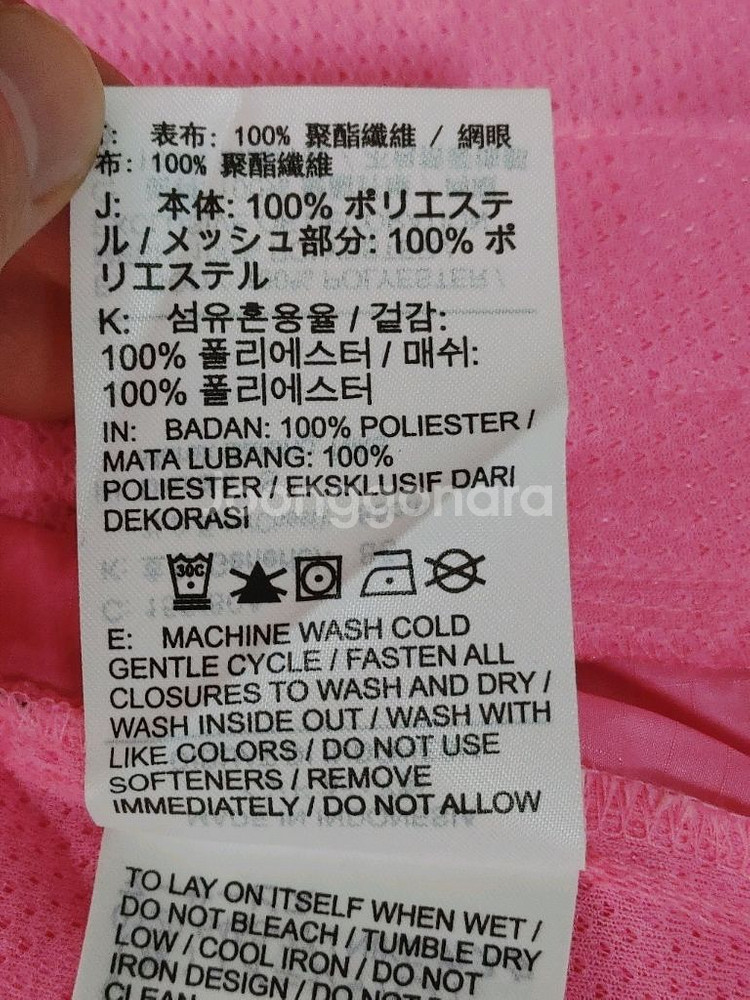 : 表布: 100% 聚酯纖維 / 網眼
布: 100% 聚酯纖維
J: 本体: 100% ポリエステ
ル / メッシュ部分: 100% ポ
リエステル
K: 섬유혼용율 / 겉감:
100% 폴리에스터 / 매쉬:
100% 폴리에스터
IN: BADAN: 100% POLIESTER /
MATA LUBANG: 100%
POLIESTER / EKSKLUSIF DARI
DEKORASI
Joonggonara
30C
E: MACHINE WASH COLD
GENTLE CYCLE / FASTEN ALL
CLOSURES TO WASH AND DRY /
WASH INSIDE OUT / WASH WITH
LIKE COLORS / DO NOT USE
SOFTENERS / REMOVE
IMMEDIATELY / DO NOT ALLOW
TO LAY ON ITSELF WHEN WET /
DO NOT BLEACH / TUMBLE DRY
LOW / COOL IRON / DO NOT
IRON DESIGN / DO NOT
CLEAN